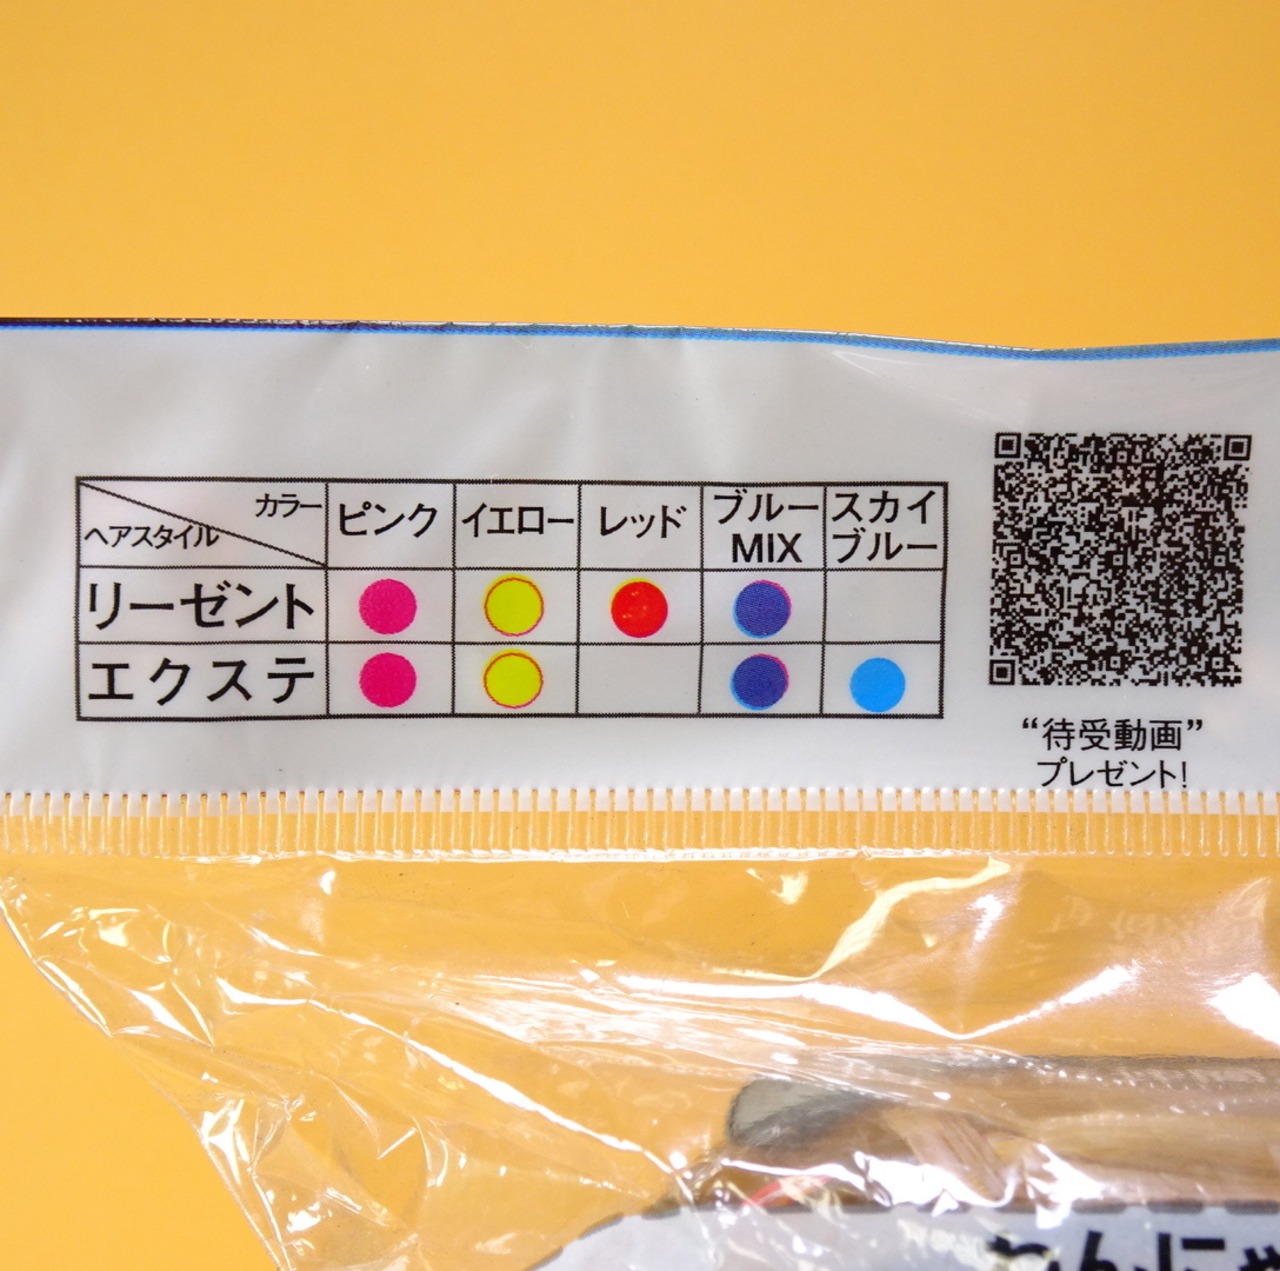 カラー
ヘアスタイル
ピンク
イエロー
レッド
ブルー
MIX
スカイ
ブルー
リーゼント
エクステ
“待受動画”
プレゼント!